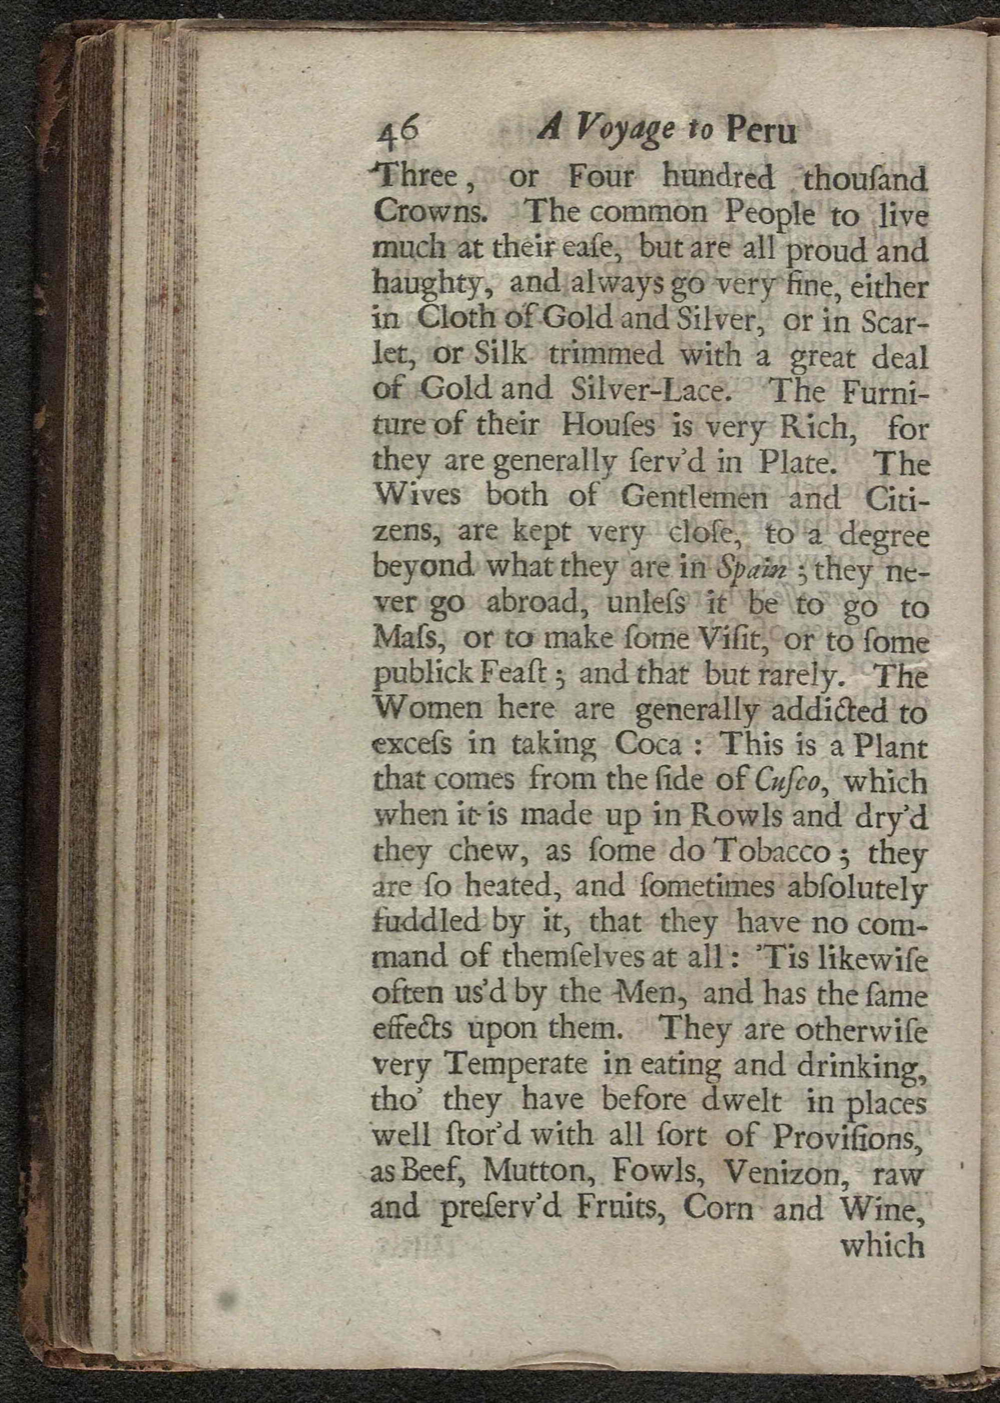 46 A Voyage to Peru
Three, or Four hundred thouſand
Crowns. The common People to live
much at their eaſe, but are all proud and
haughty, and always go very fine, either
in Cloth of Gold and Silver, or in Scar-
let, or Silk trimmed with a great deal
of Gold and Silver-Lace. The Furni-
ture of their Houſes is very Rich, for
they are generally ſerv'd in Plate. The
Wives both of Gentlemen and Citi-
zens, are kept very cloſe, to a degree
beyond what they are in Spain; they ne-
ver go abroad, unleſs it be to go to
Maſs, or to make ſome Viſit, or to ſome
publick Feaſt; and that but rarely. The
Women here are generally addicted to
exceſs in taking Coca: This is a Plant
that comes from the ſide of Cuſco, which
when it is made up in Rowls and dry'd
they chew, as ſome do Tobacco; they
are ſo heated, and ſometimes abſolutely
fuddled by it, that they have no com-
mand of themſelves at all: 'Tis likewiſe
often us'd by the Men, and has the ſame
effects upon them. They are otherwiſe
very Temperate in eating and drinking,
tho' they have before dwelt in places
well ſtor'd with all ſort of Proviſions,
as Beef, Mutton, Fowls, Venizon, raw
and preſerv'd Fruits, Corn and Wine,
which